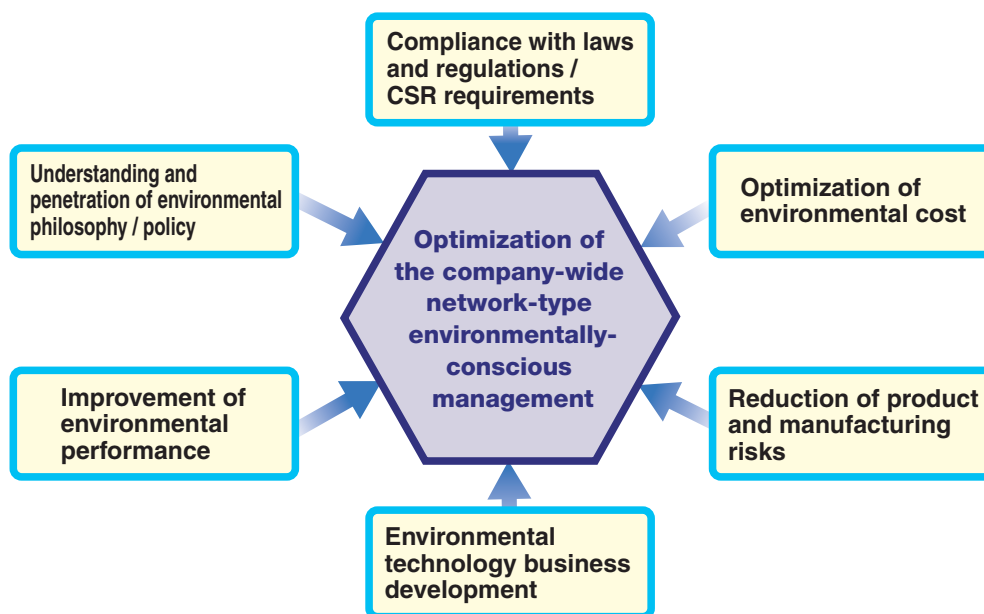 Compliance with laws
and regulations /
CSR requirements
Understanding and
penetration of environmental
philosophy / policy
Optimization of
environmental cost
Optimization of
the company-wide
network-type
environmentally-
conscious
management
Improvement of
environmental
performance
Reduction of product
and manufacturing
risks
Environmental
technology business
development